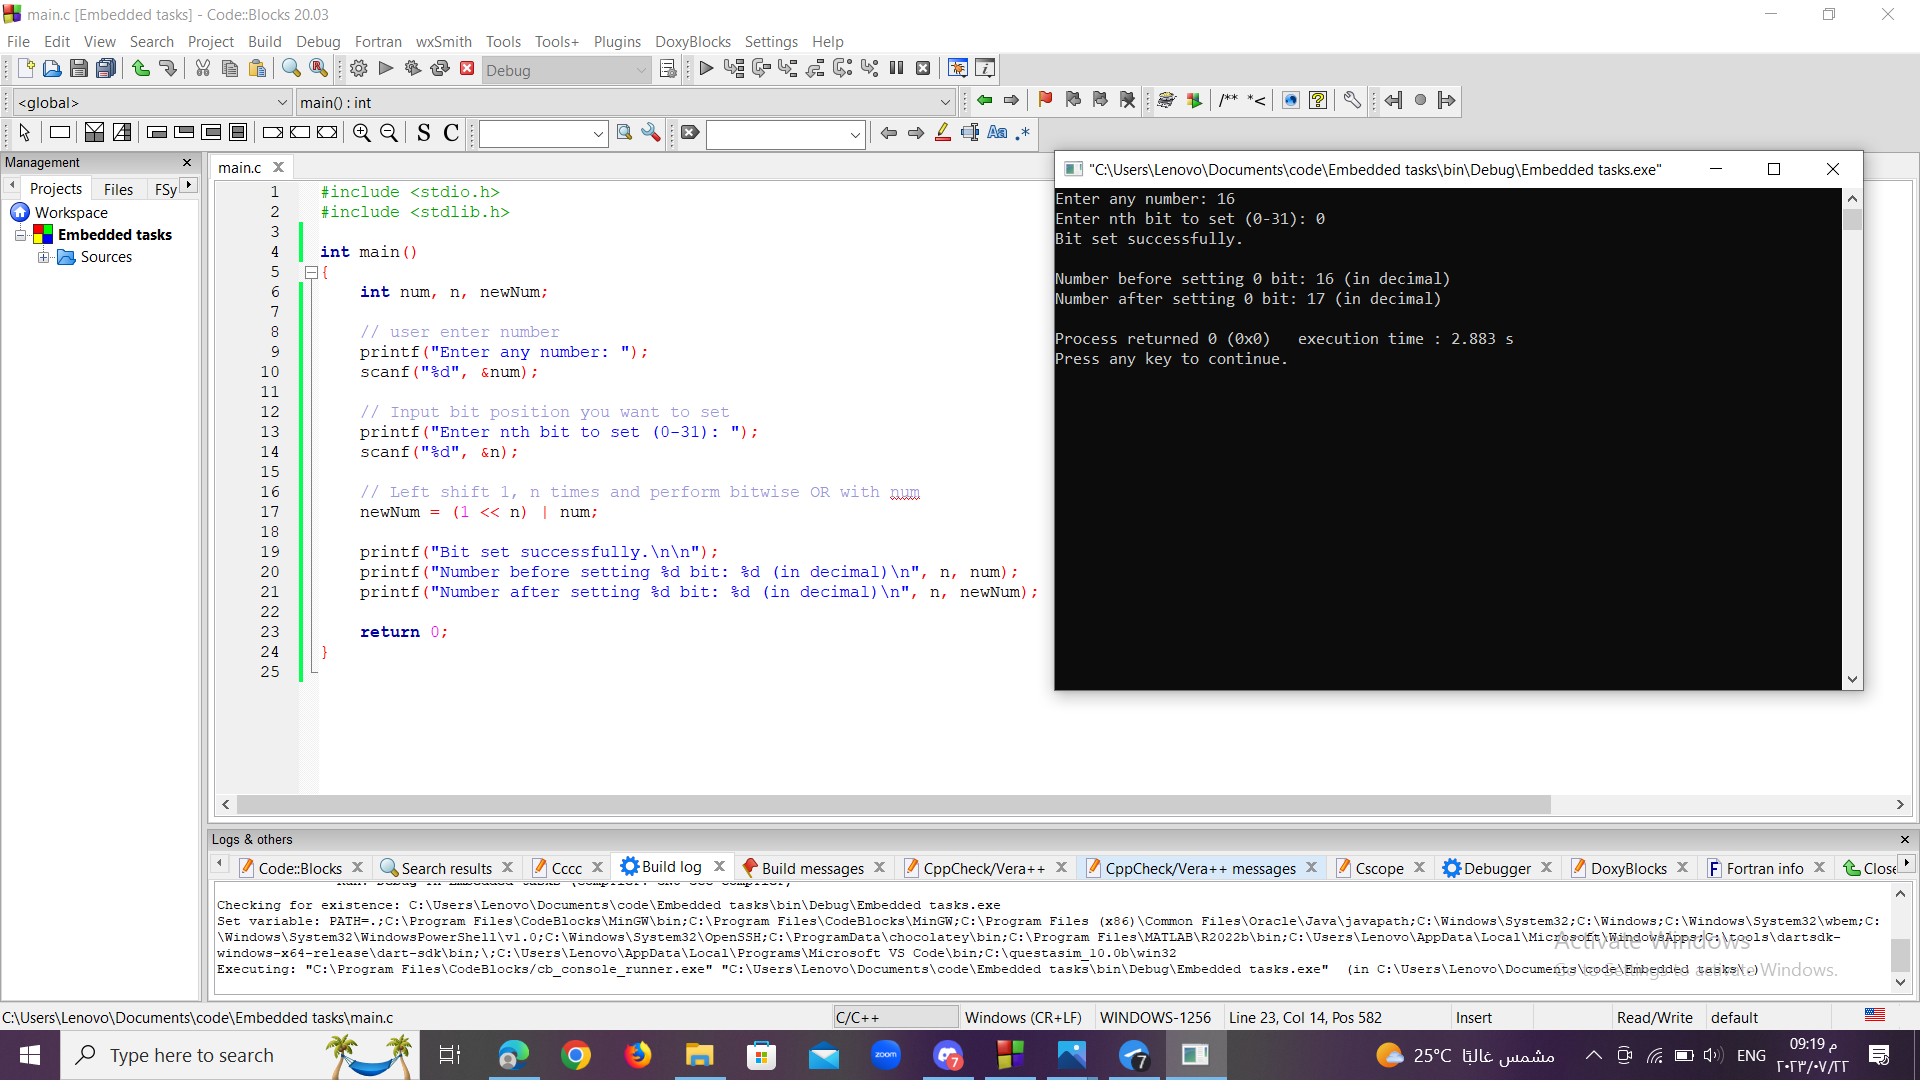 main.c [Embedded tasks] - Code::Blocks 20.03
File Edit View Search Project Build Debug Fortran wxSmith Tools Tools+ Plugins DoxyBlocks Settings Help
Debug
<global> main() : int
/** *<
S C Aa .*
Management
Projects Files FSy
Workspace
Embedded tasks
Sources
main.c
1 #include <stdio.h>
2 #include <stdlib.h>
3
4 int main()
5 {
6 int num, n, newNum;
7
8 // user enter number
9 printf("Enter any number: ");
10 scanf("%d", &num);
11
12 // Input bit position you want to set
13 printf("Enter nth bit to set (0-31): ");
14 scanf("%d", &n);
15
16 // Left shift 1, n times and perform bitwise OR with num
17 newNum = (1 << n) | num;
18
19 printf("Bit set successfully.\n\n");
20 printf("Number before setting %d bit: %d (in decimal)\n", n, num);
21 printf("Number after setting %d bit: %d (in decimal)\n", n, newNum);
22
23 return 0;
24 }
25
"C:\Users\Lenovo\Documents\code\Embedded tasks\bin\Debug\Embedded tasks.exe"
Enter any number: 16
Enter nth bit to set (0-31): 0
Bit set successfully.
Number before setting 0 bit: 16 (in decimal)
Number after setting 0 bit: 17 (in decimal)
Process returned 0 (0x0) execution time : 2.883 s
Press any key to continue.
Logs & others
Code::Blocks Search results Cccc Build log Build messages CppCheck/Vera++ CppCheck/Vera++ messages Cscope Debugger DoxyBlocks Fortran info Close
Checking for existence: C:\Users\Lenovo\Documents\code\Embedded tasks\bin\Debug\Embedded tasks.exe
Set variable: PATH=.;C:\Program Files\CodeBlocks\MinGW\bin;C:\Program Files\CodeBlocks\MinGW;C:\Program Files (x86)\Common Files\Oracle\Java\javapath;C:\Windows\System32;C:\Windows;C:\Windows\System32\wbem;C:
\Windows\System32\WindowsPowerShell\v1.0;C:\Windows\System32\OpenSSH;C:\ProgramData\chocolatey\bin;C:\Program Files\MATLAB\R2022b\bin;C:\Users\Lenovo\AppData\Local\Microsoft\WindowsApps;C:\tools\dartsdk-
windows-x64-release\dart-sdk\bin;\;C:\Users\Lenovo\AppData\Local\Programs\Microsoft VS Code\bin;C:\questasim_10.0b\win32
Executing: "C:\Program Files\CodeBlocks/cb_console_runner.exe" "C:\Users\Lenovo\Documents\code\Embedded tasks\bin\Debug\Embedded tasks.exe" (in C:\Users\Lenovo\Documents\code\Embedded tasks\.)
Activate Windows
Go to Settings to activate Windows.
C:\Users\Lenovo\Documents\code\Embedded tasks\main.c C/C++ Windows (CR+LF) WINDOWS-1256 Line 23, Col 14, Pos 582 Insert Read/Write default
Type here to search
zoom
7
7
25°C مشمس غالبًا
ENG
09:19 م
٢٠٢٣/٠٧/٢٢